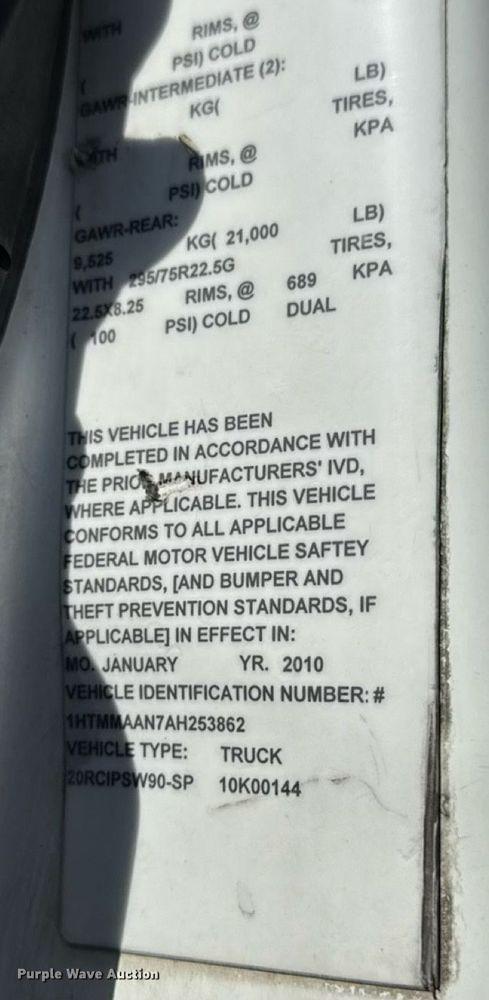 WITH RIMS, @
( PSI) COLD
GAWR-INTERMEDIATE (2):
KG( LB)
WITH TIRES,
RIMS, @ KPA
( PSI) COLD
GAWR-REAR:
9,525 KG( 21,000 LB)
WITH 295/75R22.5G TIRES,
22.5X8.25 RIMS, @ 689 KPA
( 100 PSI) COLD DUAL
THIS VEHICLE HAS BEEN
COMPLETED IN ACCORDANCE WITH
THE PRIOR MANUFACTURERS' IVD,
WHERE APPLICABLE. THIS VEHICLE
CONFORMS TO ALL APPLICABLE
FEDERAL MOTOR VEHICLE SAFTEY
STANDARDS, [AND BUMPER AND
THEFT PREVENTION STANDARDS, IF
APPLICABLE] IN EFFECT IN:
MO. JANUARY YR. 2010
VEHICLE IDENTIFICATION NUMBER: #
1HTMMAAN7AH253862
VEHICLE TYPE: TRUCK
20RCIPSW90-SP 10K00144
Purple Wave Auction